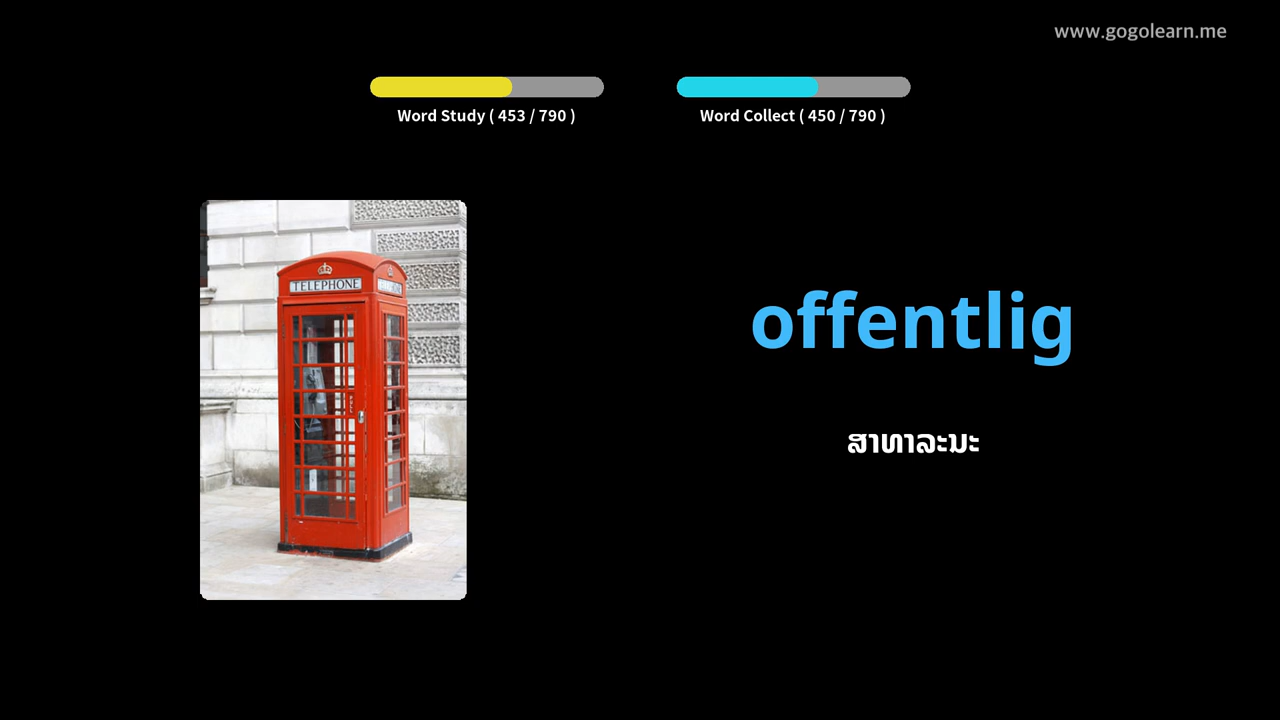 www.gogolearn.me
Word Study ( 453 / 790 )
Word Collect ( 450 / 790 )
TELEPHONE
offentlig
ສາທາລະນະ